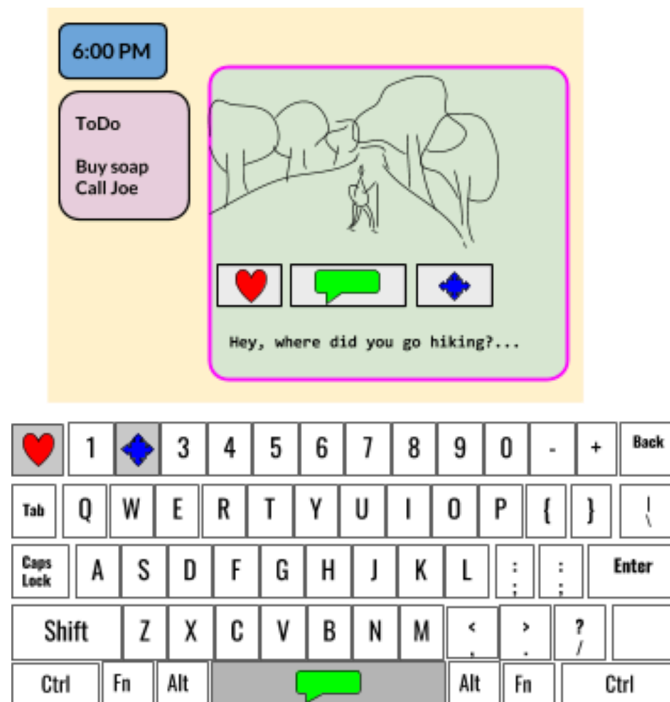 6:00 PM
ToDo
Buy soap
Call Joe
Hey, where did you go hiking?...
1 3 4 5 6 7 8 9 0 - + Back
Tab Q W E R T Y U I O P { } | \
Caps Lock A S D F G H J K L : ; : ; Enter
Shift Z X C V B N M < , > . ? /
Ctrl Fn Alt Alt Fn Ctrl